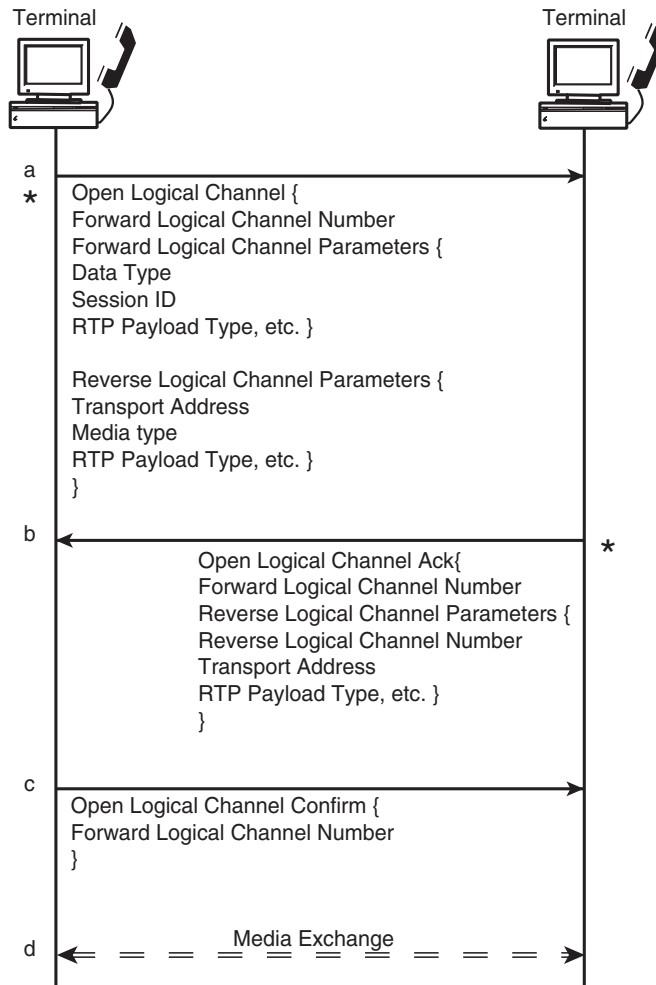 Terminal
Terminal
a
*
Open Logical Channel {
Forward Logical Channel Number
Forward Logical Channel Parameters {
Data Type
Session ID
RTP Payload Type, etc. }
Reverse Logical Channel Parameters {
Transport Address
Media type
RTP Payload Type, etc. }
}
b
*
Open Logical Channel Ack{
Forward Logical Channel Number
Reverse Logical Channel Parameters {
Reverse Logical Channel Number
Transport Address
RTP Payload Type, etc. }
}
c
Open Logical Channel Confirm {
Forward Logical Channel Number
}
Media Exchange
d